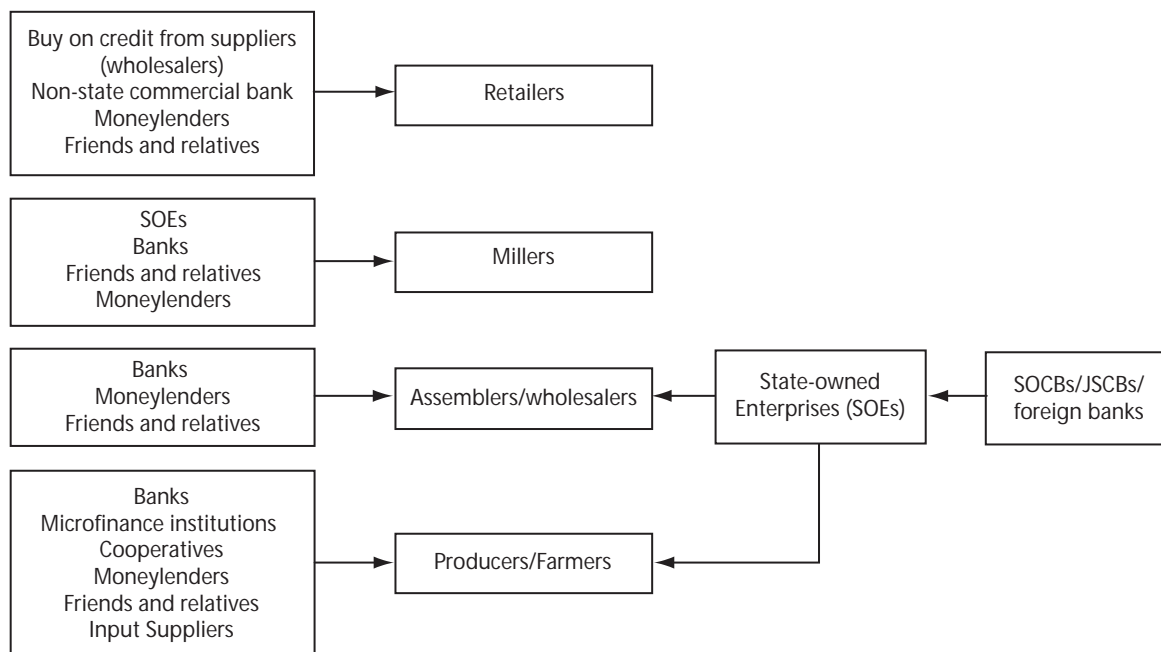 Buy on credit from suppliers
(wholesalers)
Non-state commercial bank
Moneylenders
Friends and relatives
Retailers
SOEs
Banks
Friends and relatives
Moneylenders
Millers
Banks
Moneylenders
Friends and relatives
Assemblers/wholesalers
State-owned
Enterprises (SOEs)
SOCBs/JSCBs/
foreign banks
Banks
Microfinance institutions
Cooperatives
Moneylenders
Friends and relatives
Input Suppliers
Producers/Farmers